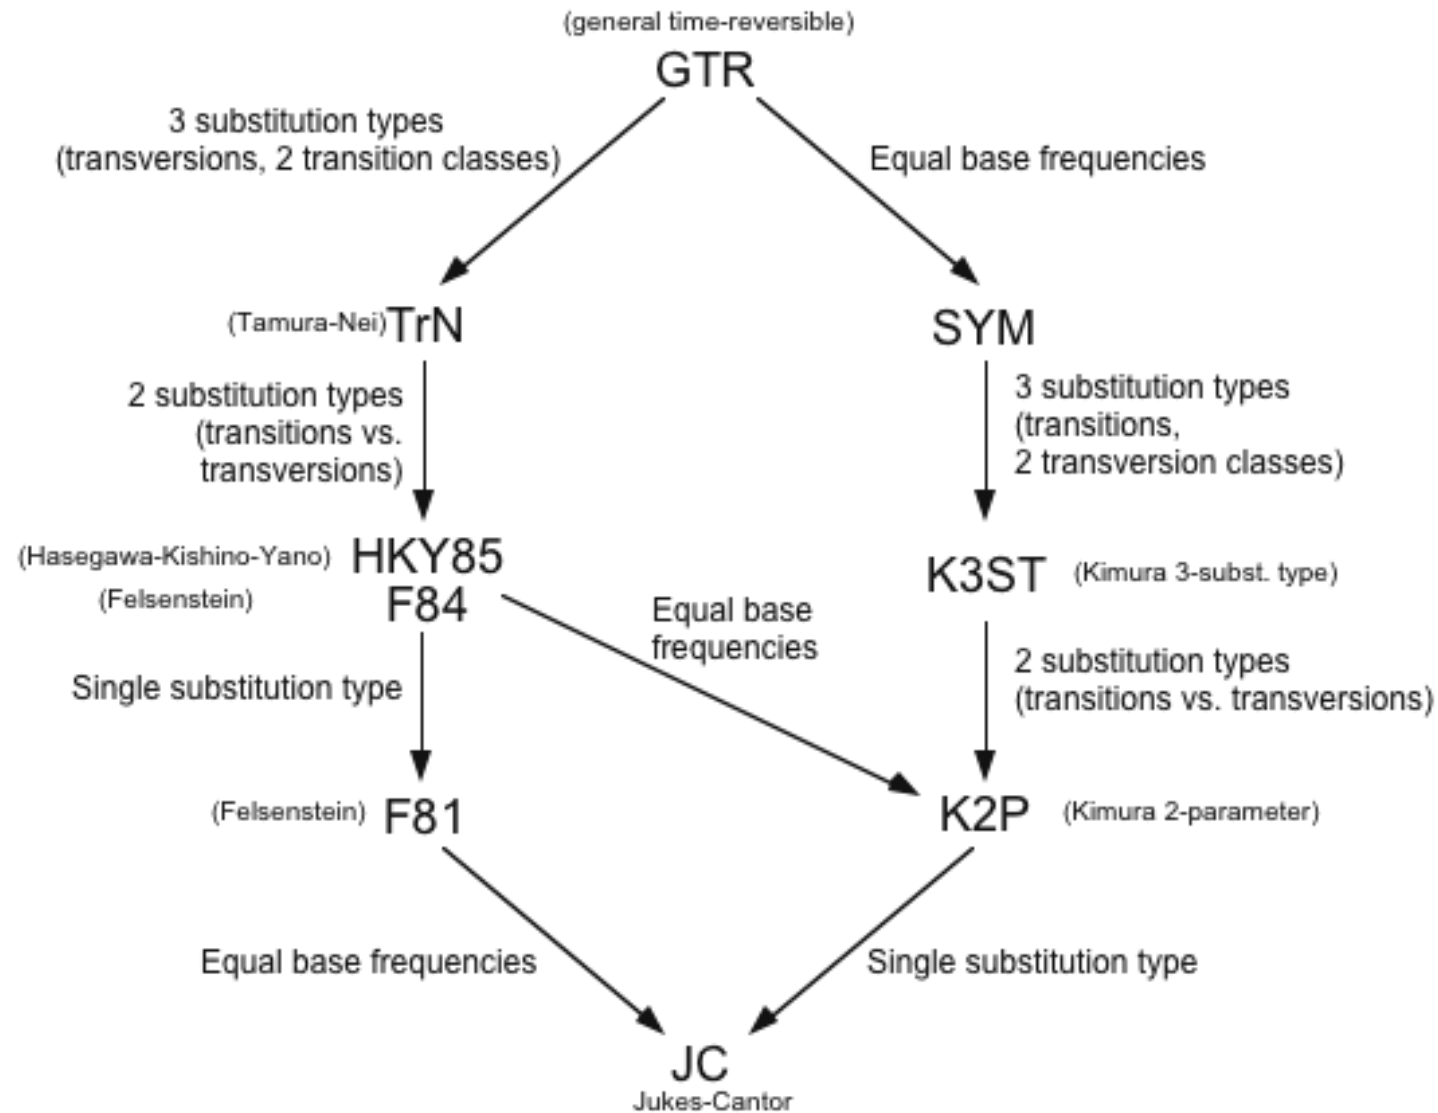 (general time-reversible)
GTR
3 substitution types
(transversions, 2 transition classes)
Equal base frequencies
(Tamura-Nei) TrN
SYM
2 substitution types
(transitions vs.
transversions)
3 substitution types
(transitions,
2 transversion classes)
(Hasegawa-Kishino-Yano) HKY85
(Felsenstein) F84
K3ST (Kimura 3-subst. type)
Equal base
frequencies
Single substitution type
2 substitution types
(transitions vs. transversions)
(Felsenstein) F81
K2P (Kimura 2-parameter)
Equal base frequencies
Single substitution type
JC
Jukes-Cantor